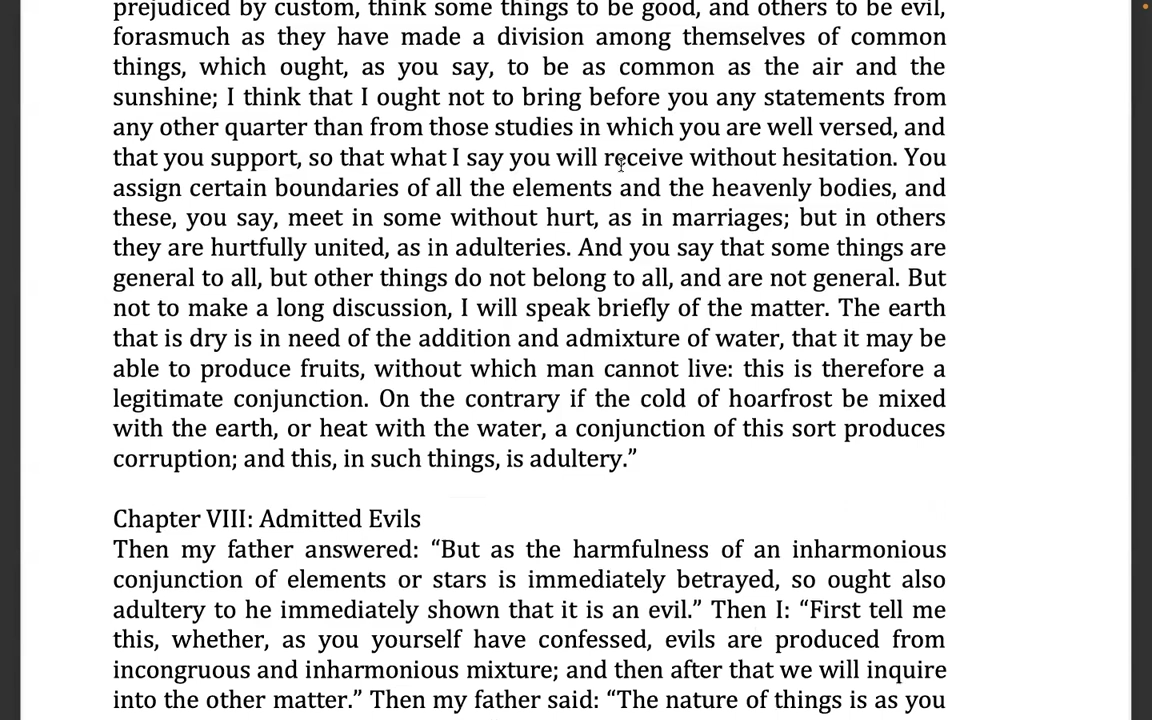 prejudiced by custom, think some things to be good, and others to be evil,
forasmuch as they have made a division among themselves of common
things, which ought, as you say, to be as common as the air and the
sunshine; I think that I ought not to bring before you any statements from
any other quarter than from those studies in which you are well versed, and
that you support, so that what I say you will receive without hesitation. You
assign certain boundaries of all the elements and the heavenly bodies, and
these, you say, meet in some without hurt, as in marriages; but in others
they are hurtfully united, as in adulteries. And you say that some things are
general to all, but other things do not belong to all, and are not general. But
not to make a long discussion, I will speak briefly of the matter. The earth
that is dry is in need of the addition and admixture of water, that it may be
able to produce fruits, without which man cannot live: this is therefore a
legitimate conjunction. On the contrary if the cold of hoarfrost be mixed
with the earth, or heat with the water, a conjunction of this sort produces
corruption; and this, in such things, is adultery.”
Chapter VIII: Admitted Evils
Then my father answered: “But as the harmfulness of an inharmonious
conjunction of elements or stars is immediately betrayed, so ought also
adultery to he immediately shown that it is an evil.” Then I: “First tell me
this, whether, as you yourself have confessed, evils are produced from
incongruous and inharmonious mixture; and then after that we will inquire
into the other matter.” Then my father said: “The nature of things is as you